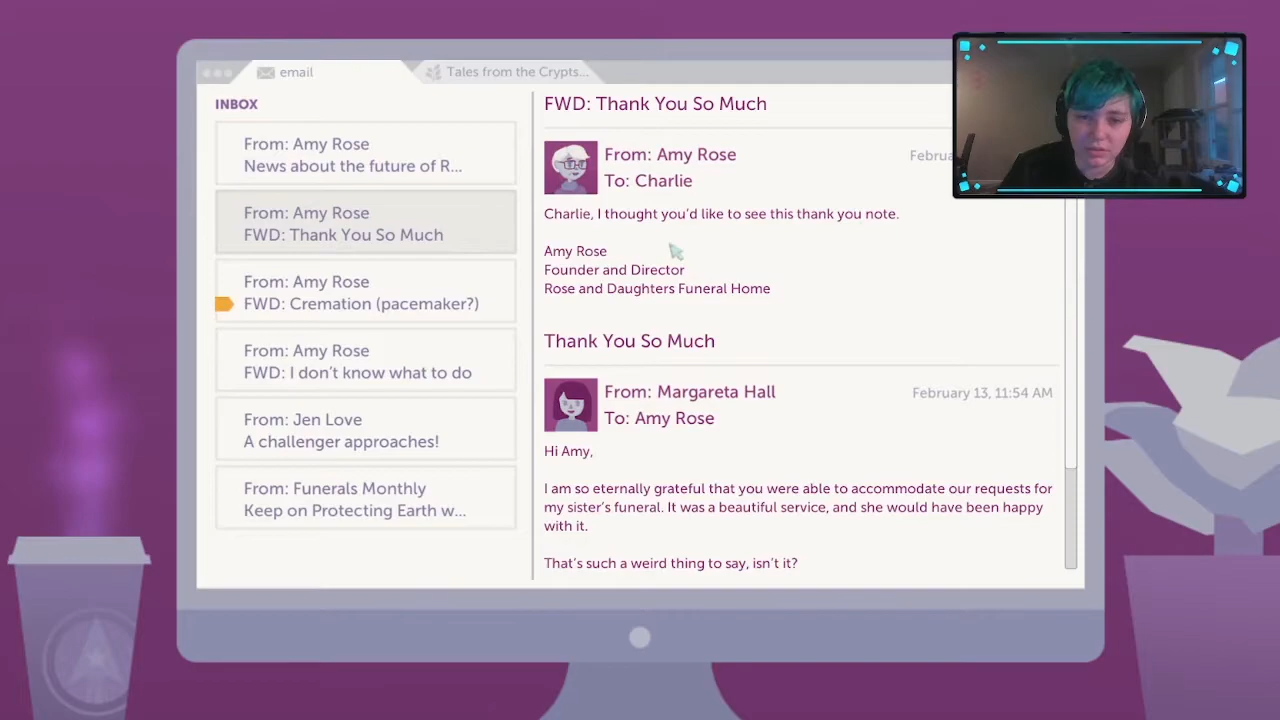 email
Tales from the Crypts...
INBOX
From: Amy Rose
News about the future of R...
From: Amy Rose
FWD: Thank You So Much
From: Amy Rose
FWD: Cremation (pacemaker?)
From: Amy Rose
FWD: I don't know what to do
From: Jen Love
A challenger approaches!
From: Funerals Monthly
Keep on Protecting Earth w...
FWD: Thank You So Much
From: Amy Rose
Februa
To: Charlie
Charlie, I thought you'd like to see this thank you note.
Amy Rose
Founder and Director
Rose and Daughters Funeral Home
Thank You So Much
From: Margareta Hall
February 13, 11:54 AM
To: Amy Rose
Hi Amy,
I am so eternally grateful that you were able to accommodate our requests for
my sister's funeral. It was a beautiful service, and she would have been happy
with it.
That's such a weird thing to say, isn't it?